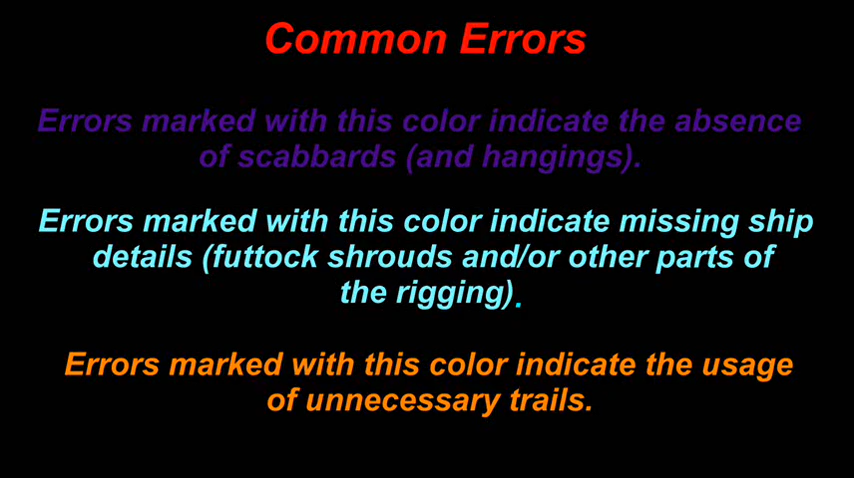 Common Errors
Errors marked with this color indicate the absence
of scabbards (and hangings).
Errors marked with this color indicate missing ship
details (futtock shrouds and/or other parts of
the rigging).
Errors marked with this color indicate the usage
of unnecessary trails.